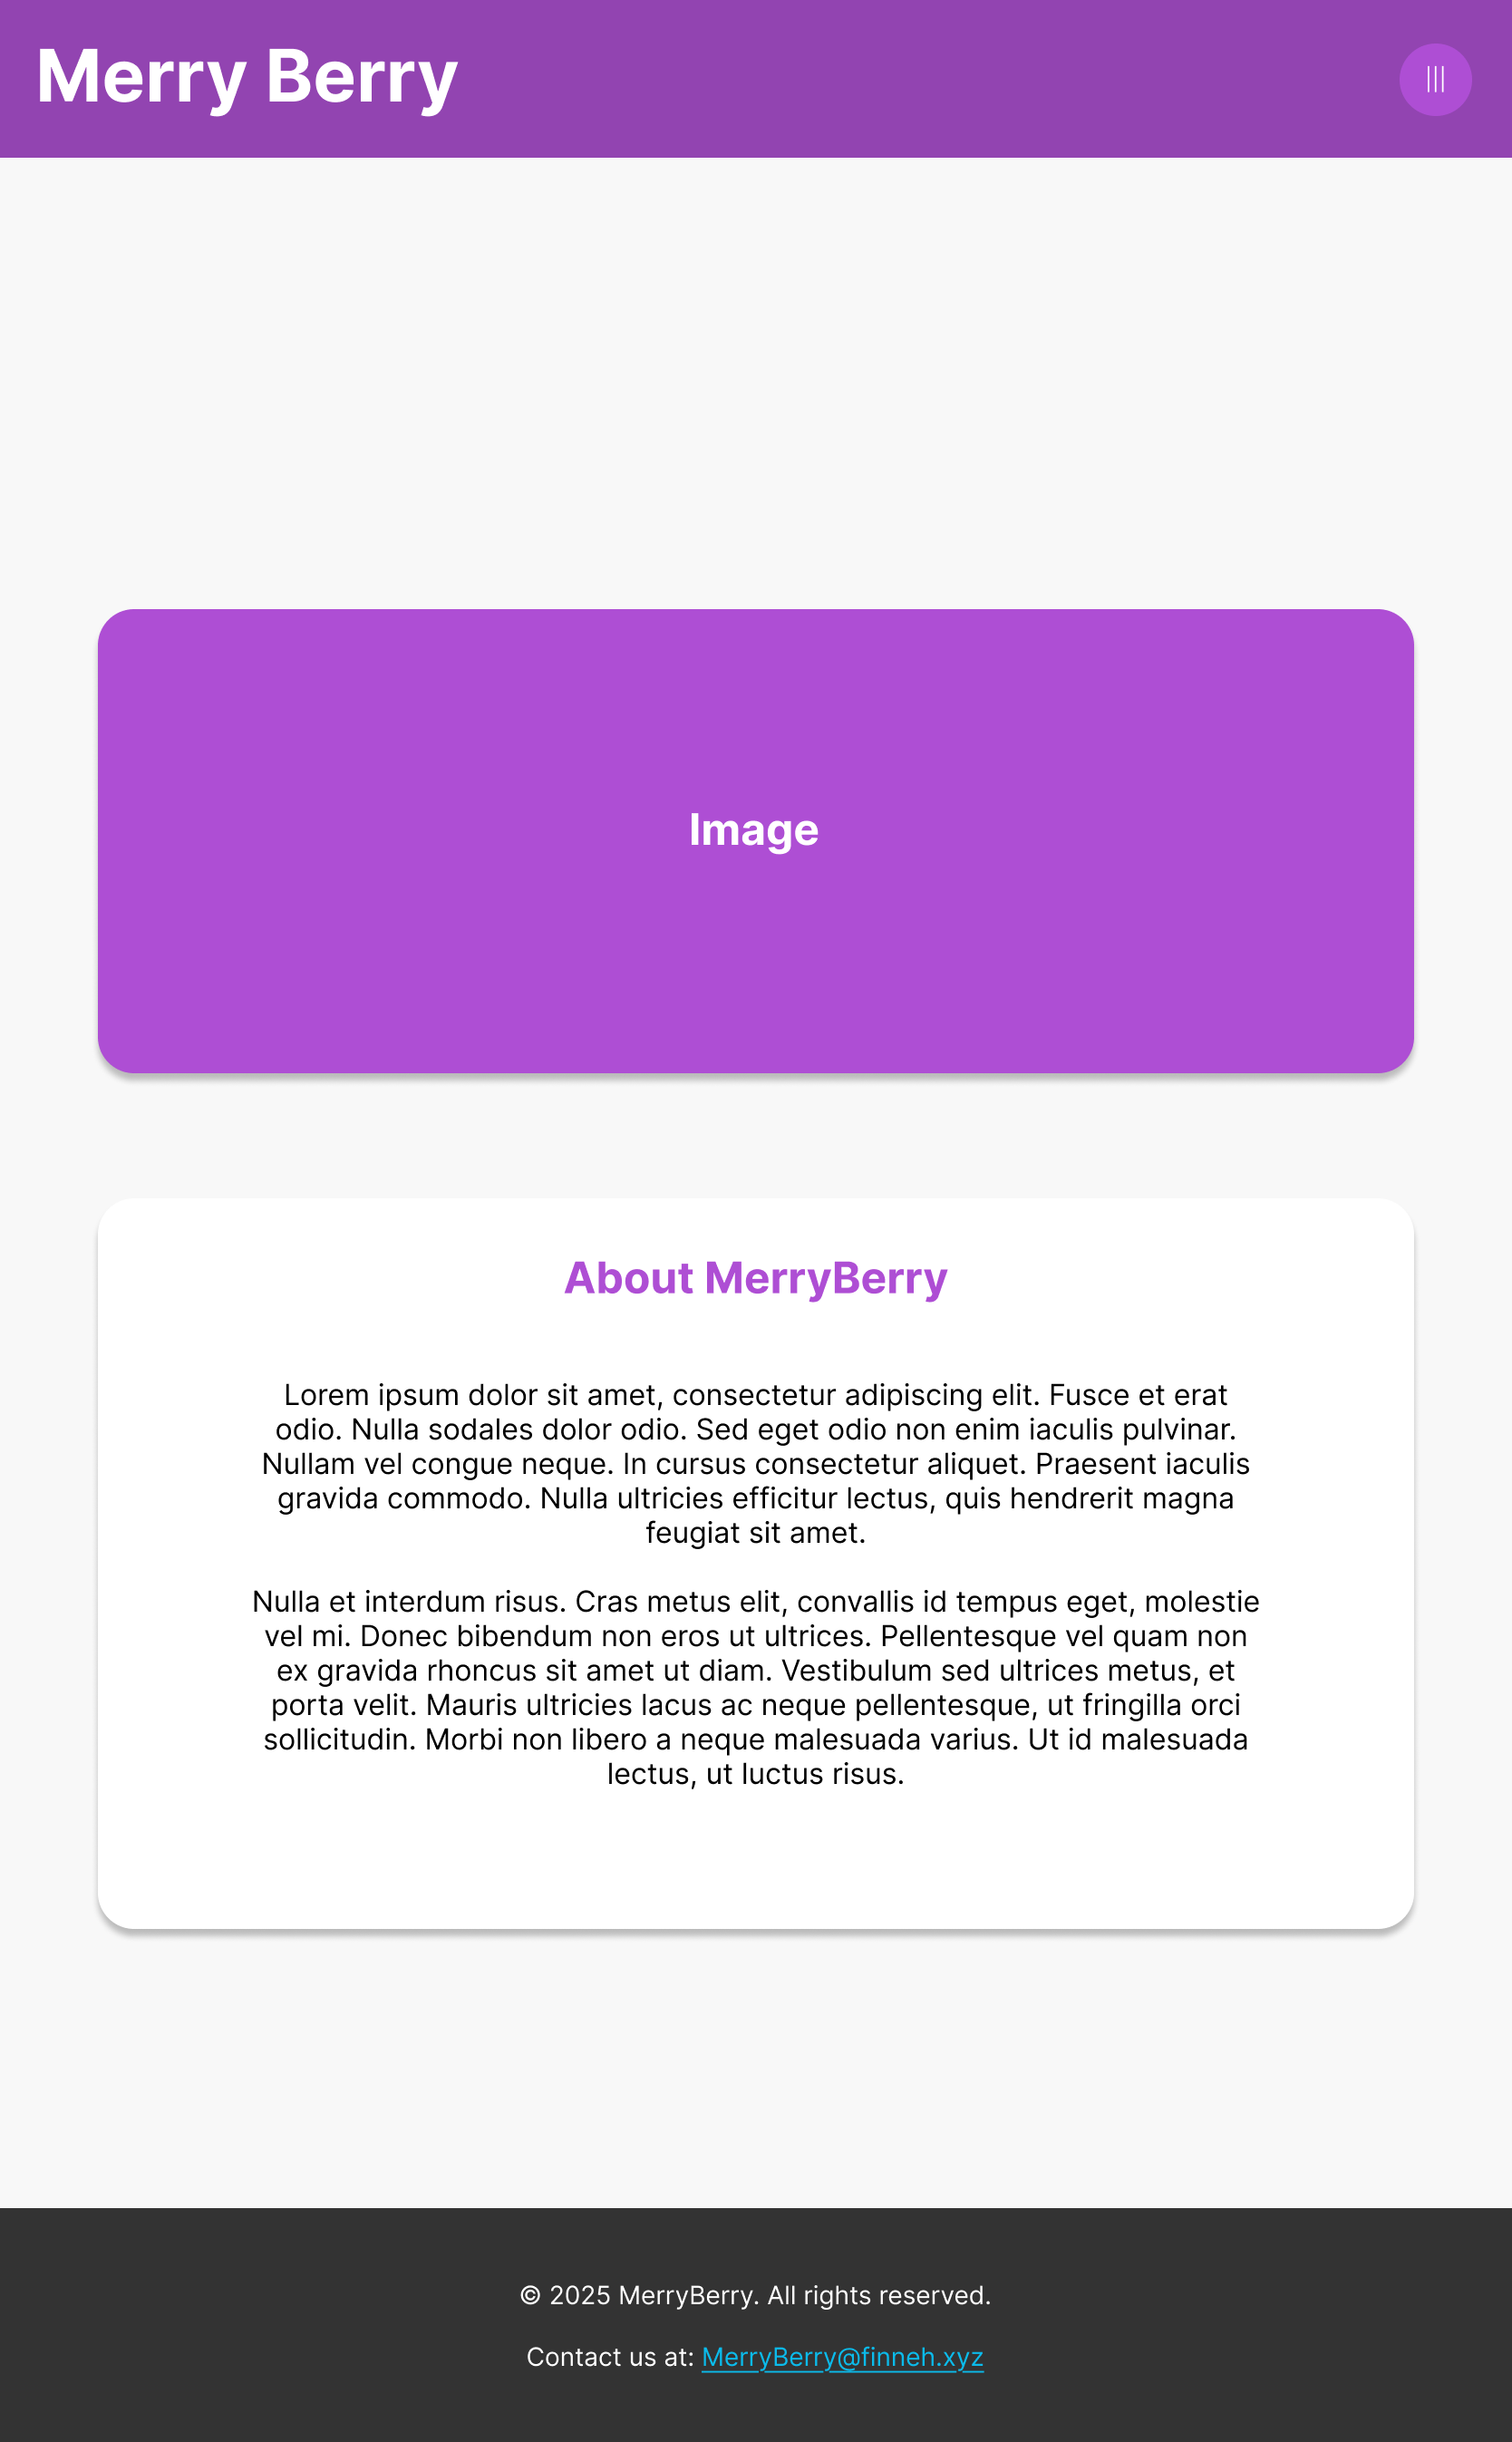 Merry Berry
Image
About MerryBerry
Lorem ipsum dolor sit amet, consectetur adipiscing elit. Fusce et erat
odio. Nulla sodales dolor odio. Sed eget odio non enim iaculis pulvinar.
Nullam vel congue neque. In cursus consectetur aliquet. Praesent iaculis
gravida commodo. Nulla ultricies efficitur lectus, quis hendrerit magna
feugiat sit amet.
Nulla et interdum risus. Cras metus elit, convallis id tempus eget, molestie
vel mi. Donec bibendum non eros ut ultrices. Pellentesque vel quam non
ex gravida rhoncus sit amet ut diam. Vestibulum sed ultrices metus, et
porta velit. Mauris ultricies lacus ac neque pellentesque, ut fringilla orci
sollicitudin. Morbi non libero a neque malesuada varius. Ut id malesuada
lectus, ut luctus risus.
© 2025 MerryBerry. All rights reserved.
Contact us at: MerryBerry@finneh.xyz